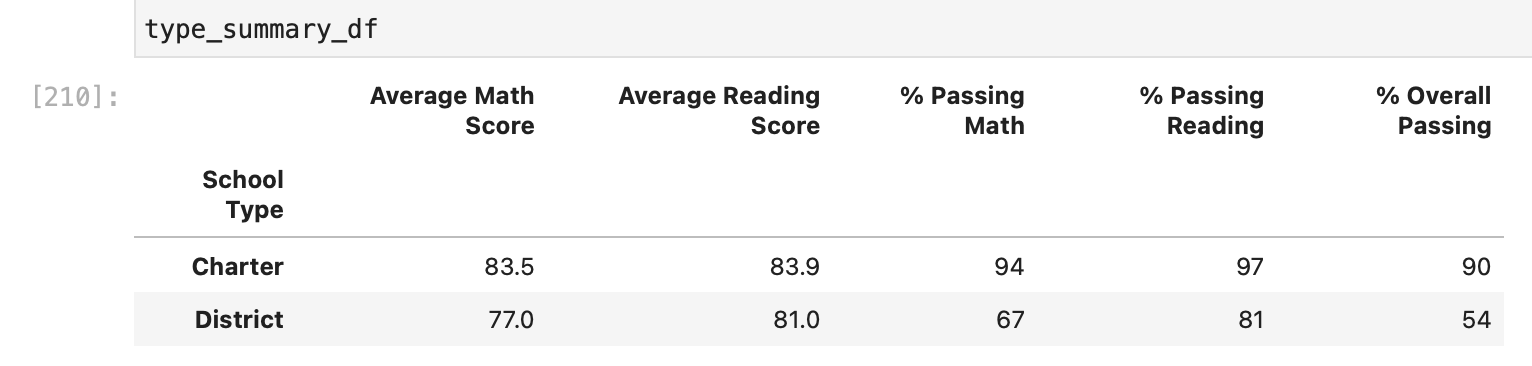 type_summary_df
[210]:
Average Math Score Average Reading Score % Passing Math % Passing Reading % Overall Passing
School Type
Charter 83.5 83.9 94 97 90
District 77.0 81.0 67 81 54